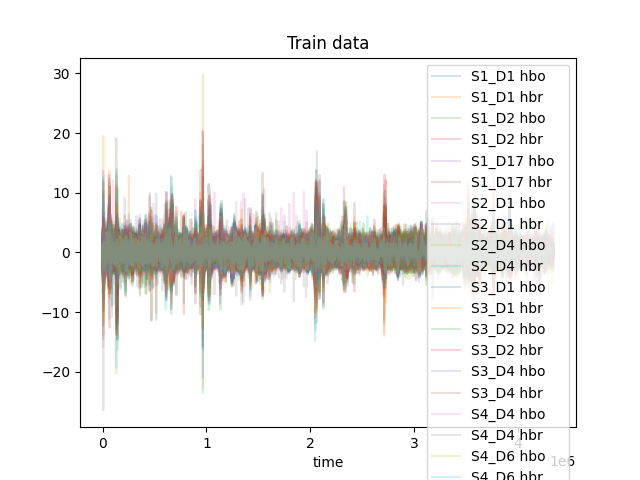 Train data
30
20
10
0
−10
−20
0
1
2
3
4
1e6
time
S1_D1 hbo
S1_D1 hbr
S1_D2 hbo
S1_D2 hbr
S1_D17 hbo
S1_D17 hbr
S2_D1 hbo
S2_D1 hbr
S2_D4 hbo
S2_D4 hbr
S3_D1 hbo
S3_D1 hbr
S3_D2 hbo
S3_D2 hbr
S3_D4 hbo
S3_D4 hbr
S4_D4 hbo
S4_D4 hbr
S4_D6 hbo
S4_D6 hbr